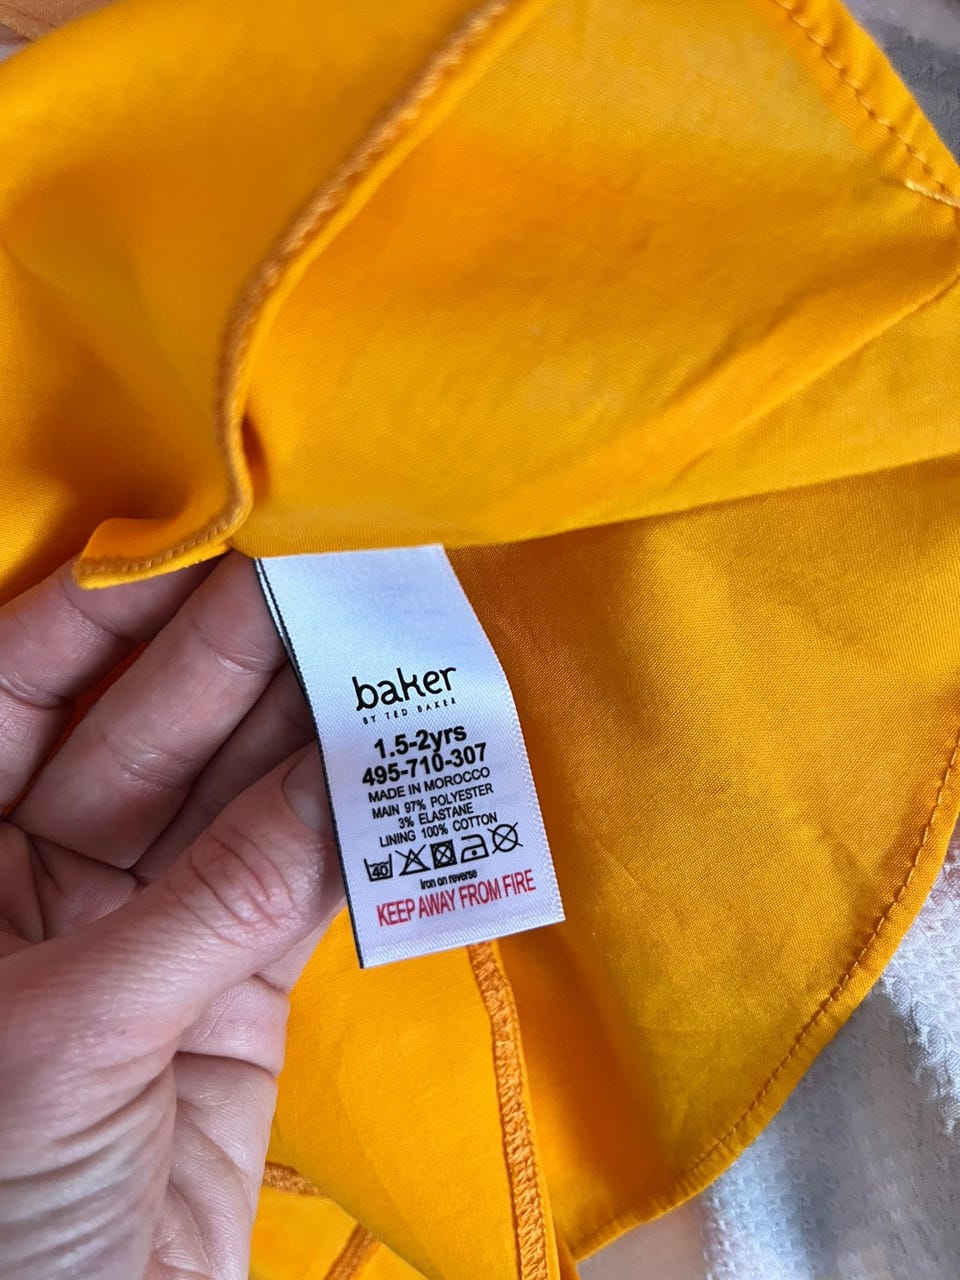 baker
BY TED BAKER
1.5-2yrs
495-710-307
MADE IN MOROCCO
MAIN 97% POLYESTER
3% ELASTANE
LINING 100% COTTON
40
Iron on reverse
KEEP AWAY FROM FIRE